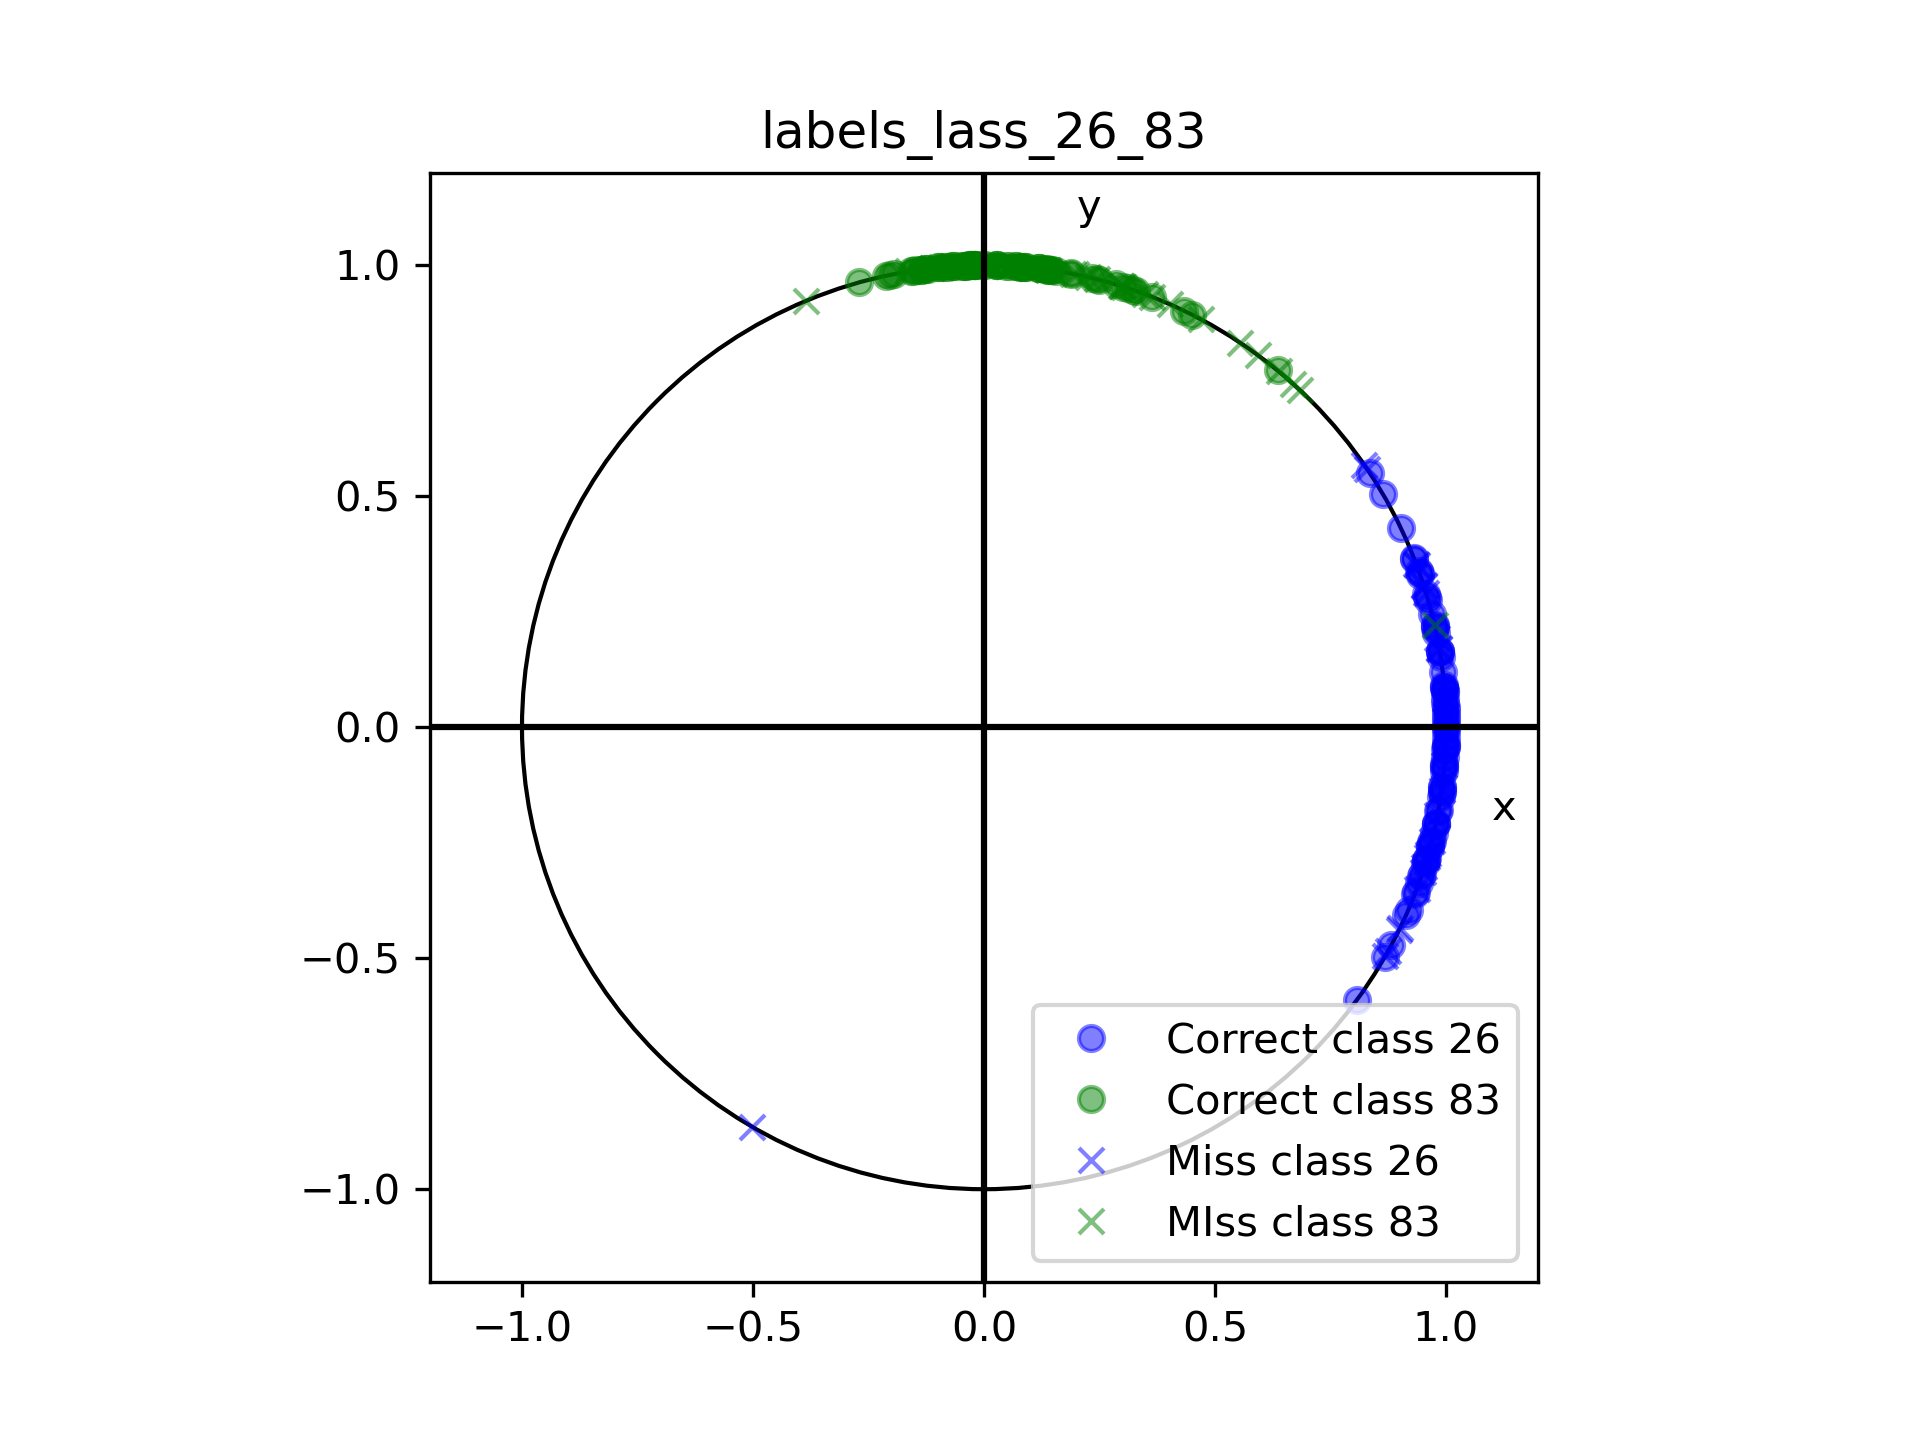 labels_lass_26_83
y
1.0
0.5
0.0
x
−0.5
Correct class 26
Correct class 83
Miss class 26
−1.0
MIss class 83
−1.0 −0.5 0.0 0.5 1.0